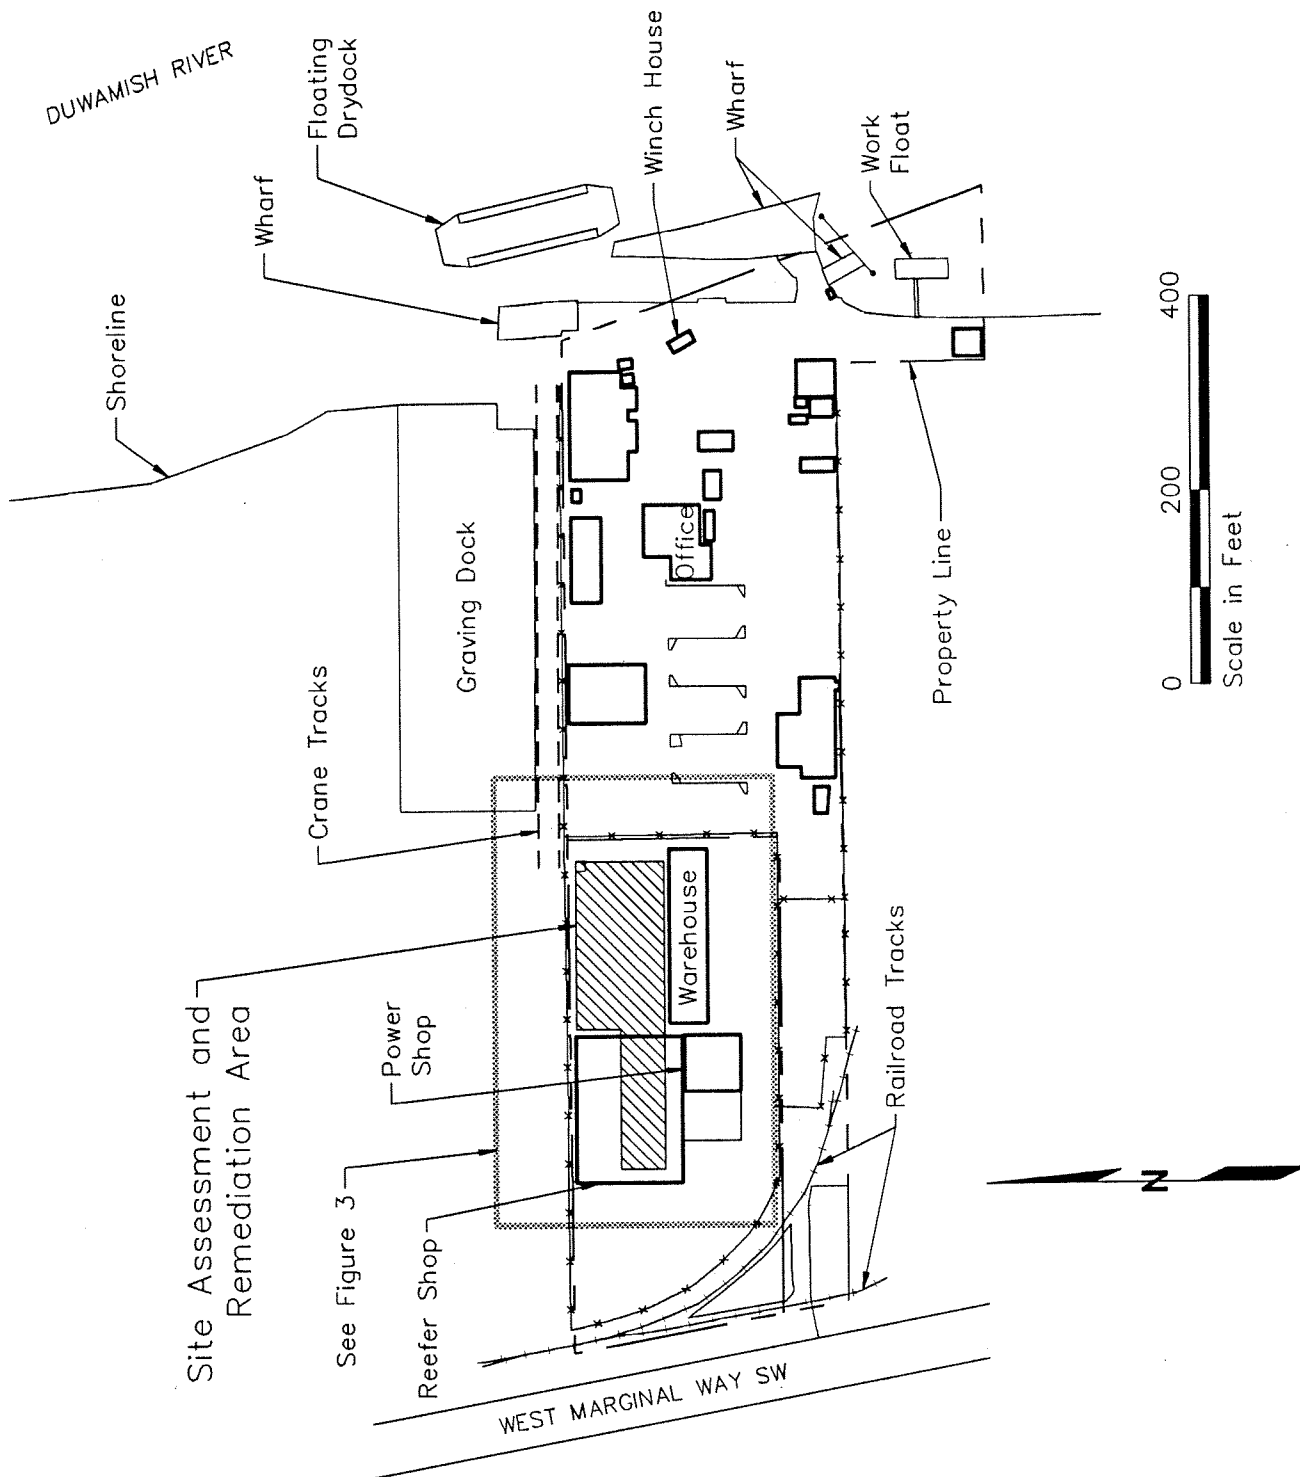 DUWAMISH RIVER
Floating
Drydock
Wharf
Shoreline
Winch House
Wharf
Work
Float
Graving Dock
Crane Tracks
Office
Property Line
0 200 400
Scale in Feet
Site Assessment and
Remediation Area
Power
Shop
Warehouse
See Figure 3
Reefer Shop
Railroad Tracks
N
WEST MARGINAL WAY SW